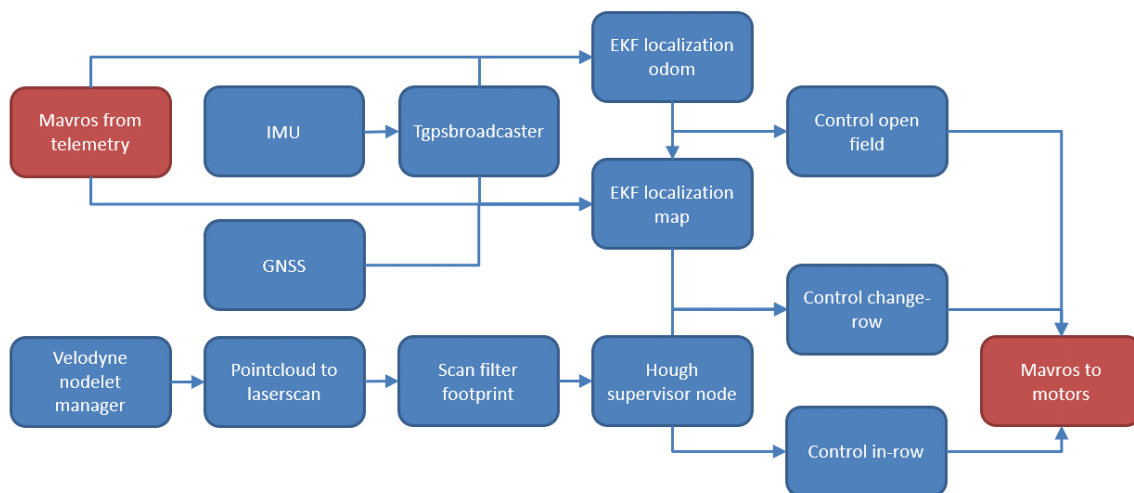 EKF localization
odom
Mavros from
telemetry
IMU
Tgpsbroadcaster
Control open
field
EKF localization
map
GNSS
Control change-
row
Velodyne
nodelet
manager
Pointcloud to
laserscan
Scan filter
footprint
Hough
supervisor node
Mavros to
motors
Control in-row